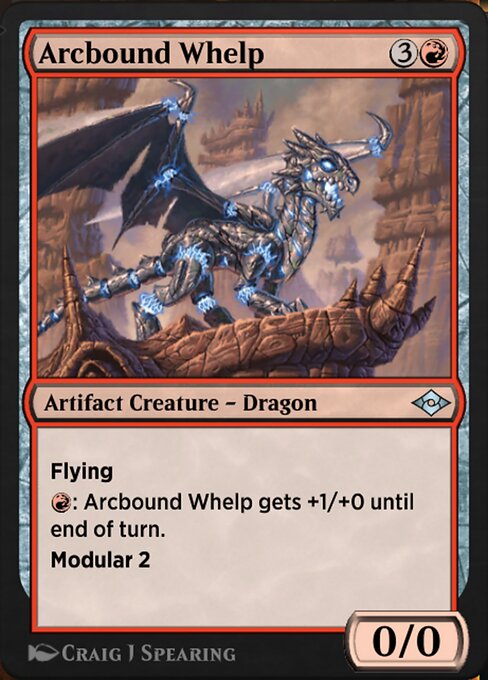 Arcbound Whelp 3
Artifact Creature – Dragon
Flying
: Arcbound Whelp gets +1/+0 until
end of turn.
Modular 2
0/0
Craig J Spearing